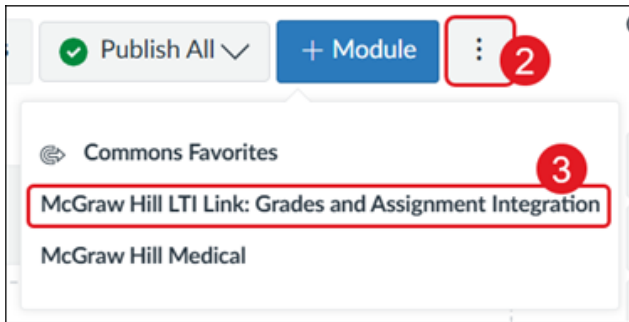 Publish All
+ Module
2
Commons Favorites
3
McGraw Hill LTI Link: Grades and Assignment Integration
McGraw Hill Medical